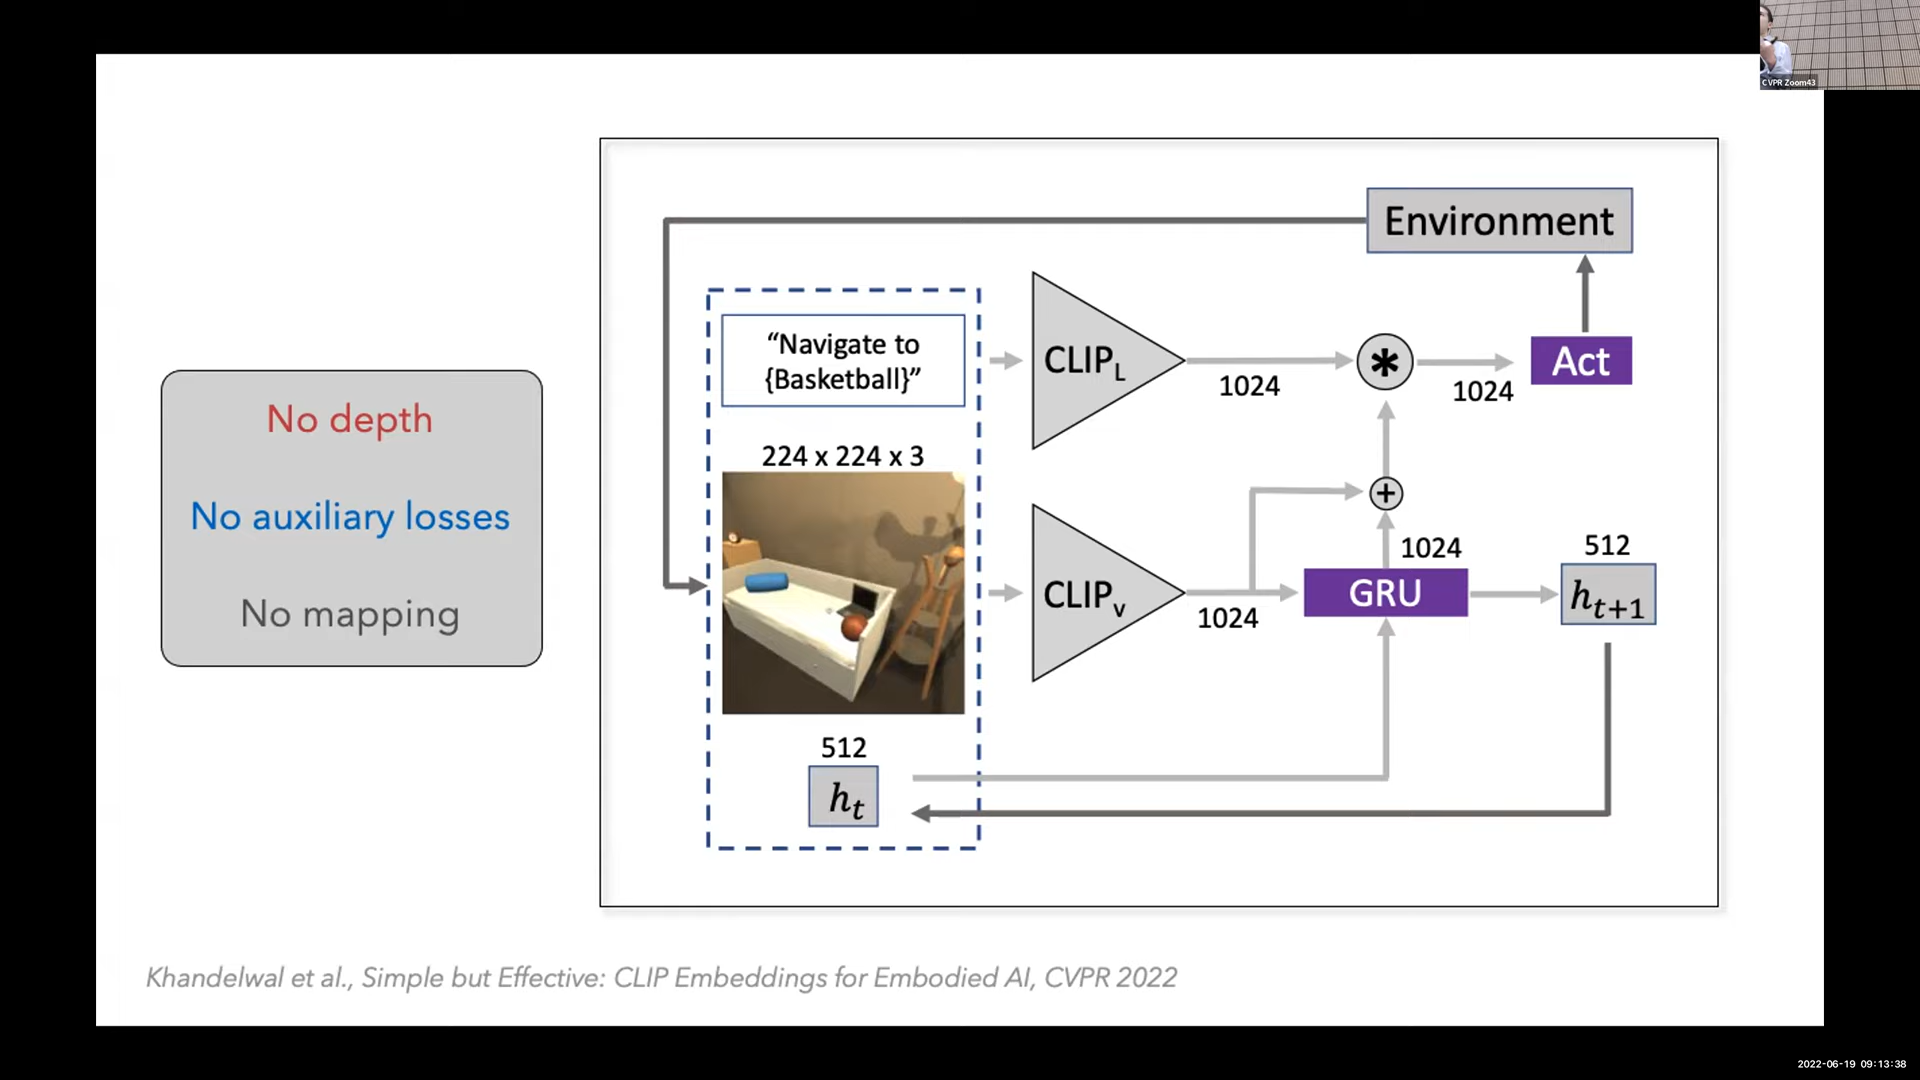 CVPR Zoom43
No depth
No auxiliary losses
No mapping
Environment
“Navigate to
{Basketball}”
CLIP_L
1024
*
1024
Act
224 x 224 x 3
+
CLIP_v
1024
1024
GRU
512
h_{t+1}
512
h_t
Khandelwal et al., Simple but Effective: CLIP Embeddings for Embodied AI, CVPR 2022
2022-06-19 09:13:38